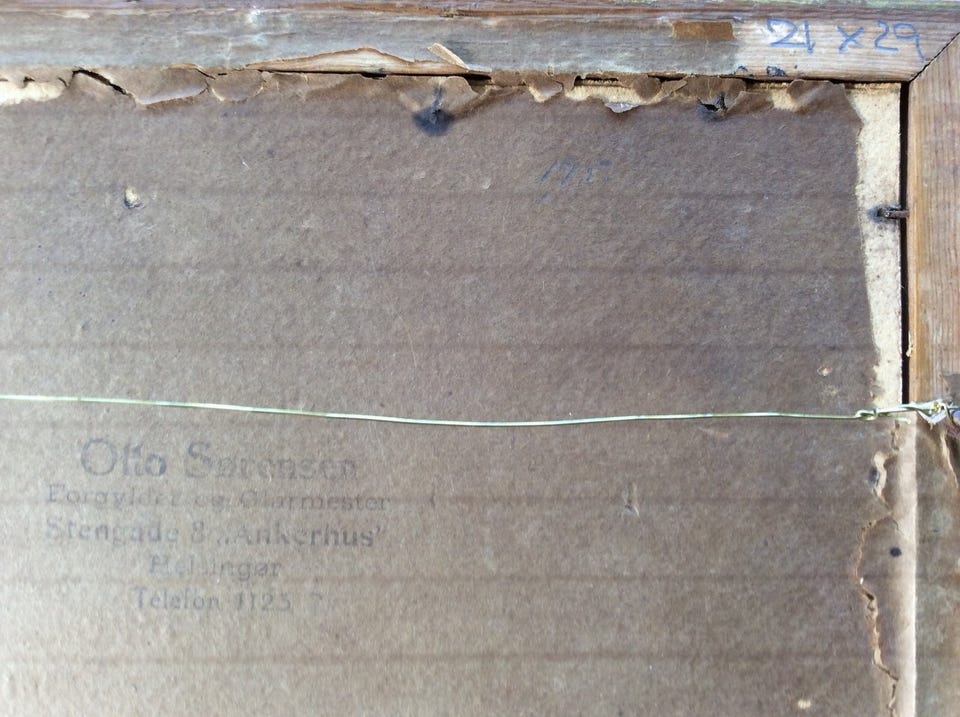 21 x 29
Otto Sørensen
Forgylder og Glarmester
Stengade 8 „Ankerhus”
Helsingør
Telefon 1125